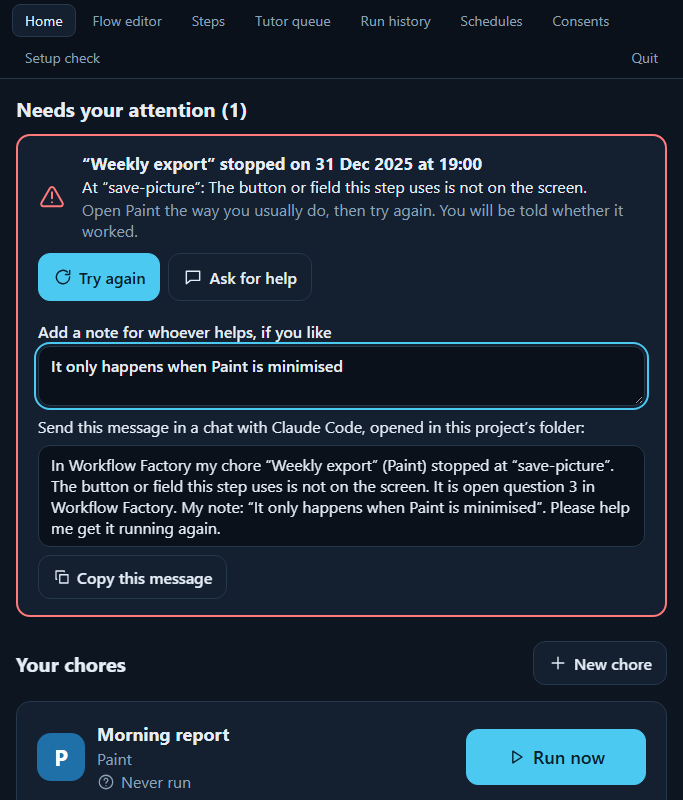 Home Flow editor Steps Tutor queue Run history Schedules Consents
Setup check Quit
Needs your attention (1)
“Weekly export” stopped on 31 Dec 2025 at 19:00
At “save-picture”: The button or field this step uses is not on the screen.
Open Paint the way you usually do, then try again. You will be told whether it
worked.
Try again Ask for help
Add a note for whoever helps, if you like
It only happens when Paint is minimised
Send this message in a chat with Claude Code, opened in this project’s folder:
In Workflow Factory my chore “Weekly export” (Paint) stopped at “save-picture”.
The button or field this step uses is not on the screen. It is open question 3 in
Workflow Factory. My note: “It only happens when Paint is minimised”. Please help
me get it running again.
Copy this message
Your chores
New chore
Morning report
P
Paint
Never run
Run now